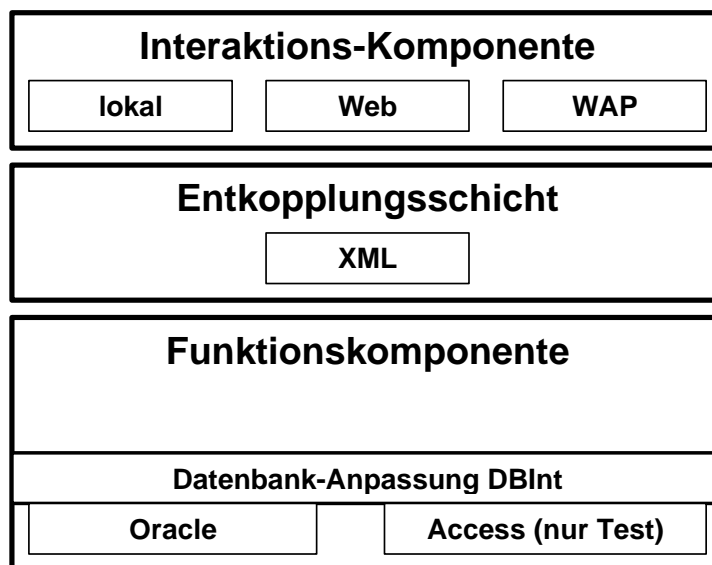 Interaktions-Komponente
lokal Web WAP
Entkopplungsschicht
XML
Funktionskomponente
Datenbank-Anpassung DBInt
Oracle Access (nur Test)